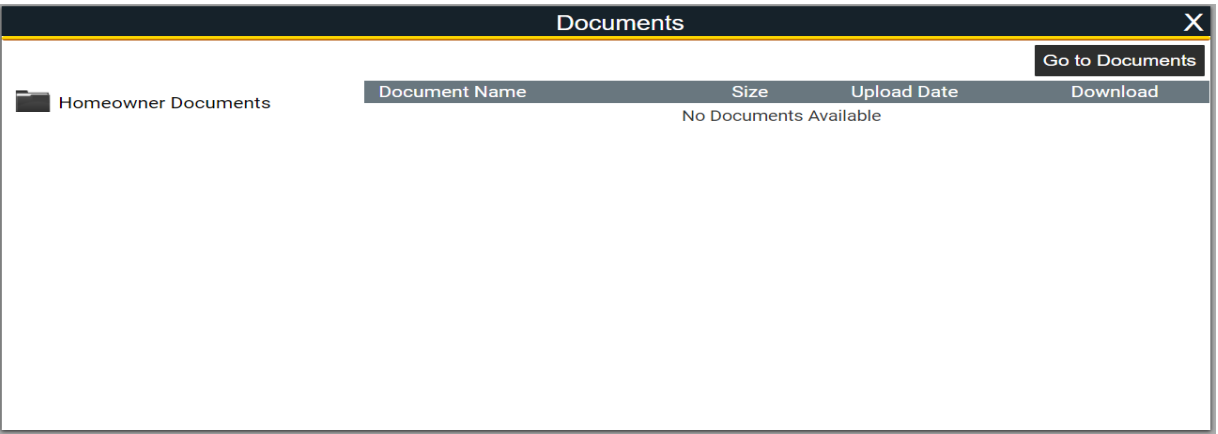 Documents X
Go to Documents
Homeowner Documents
Document Name Size Upload Date Download
No Documents Available